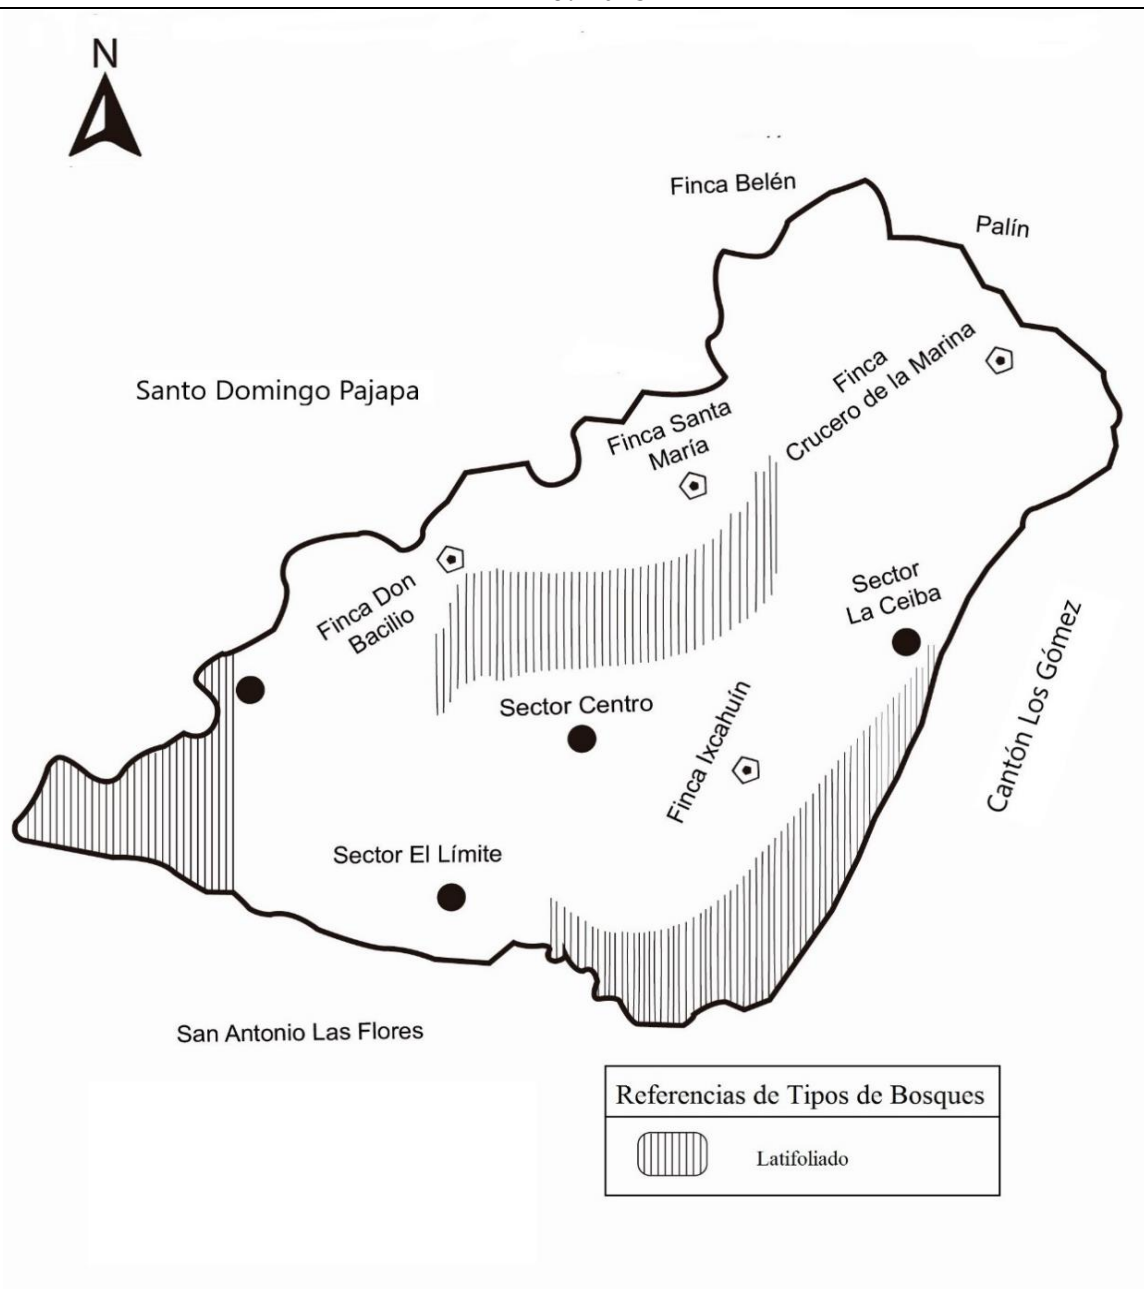 N
Finca Belén
Palín
Santo Domingo Pajapa
Finca
Crucero de la Marina
Finca Santa
María
Finca Don
Bacilio
Sector
La Ceiba
Cantón Los Gómez
Sector Centro
Finca Ixcahuín
Sector El Límite
San Antonio Las Flores
Referencias de Tipos de Bosques
Latifoliado